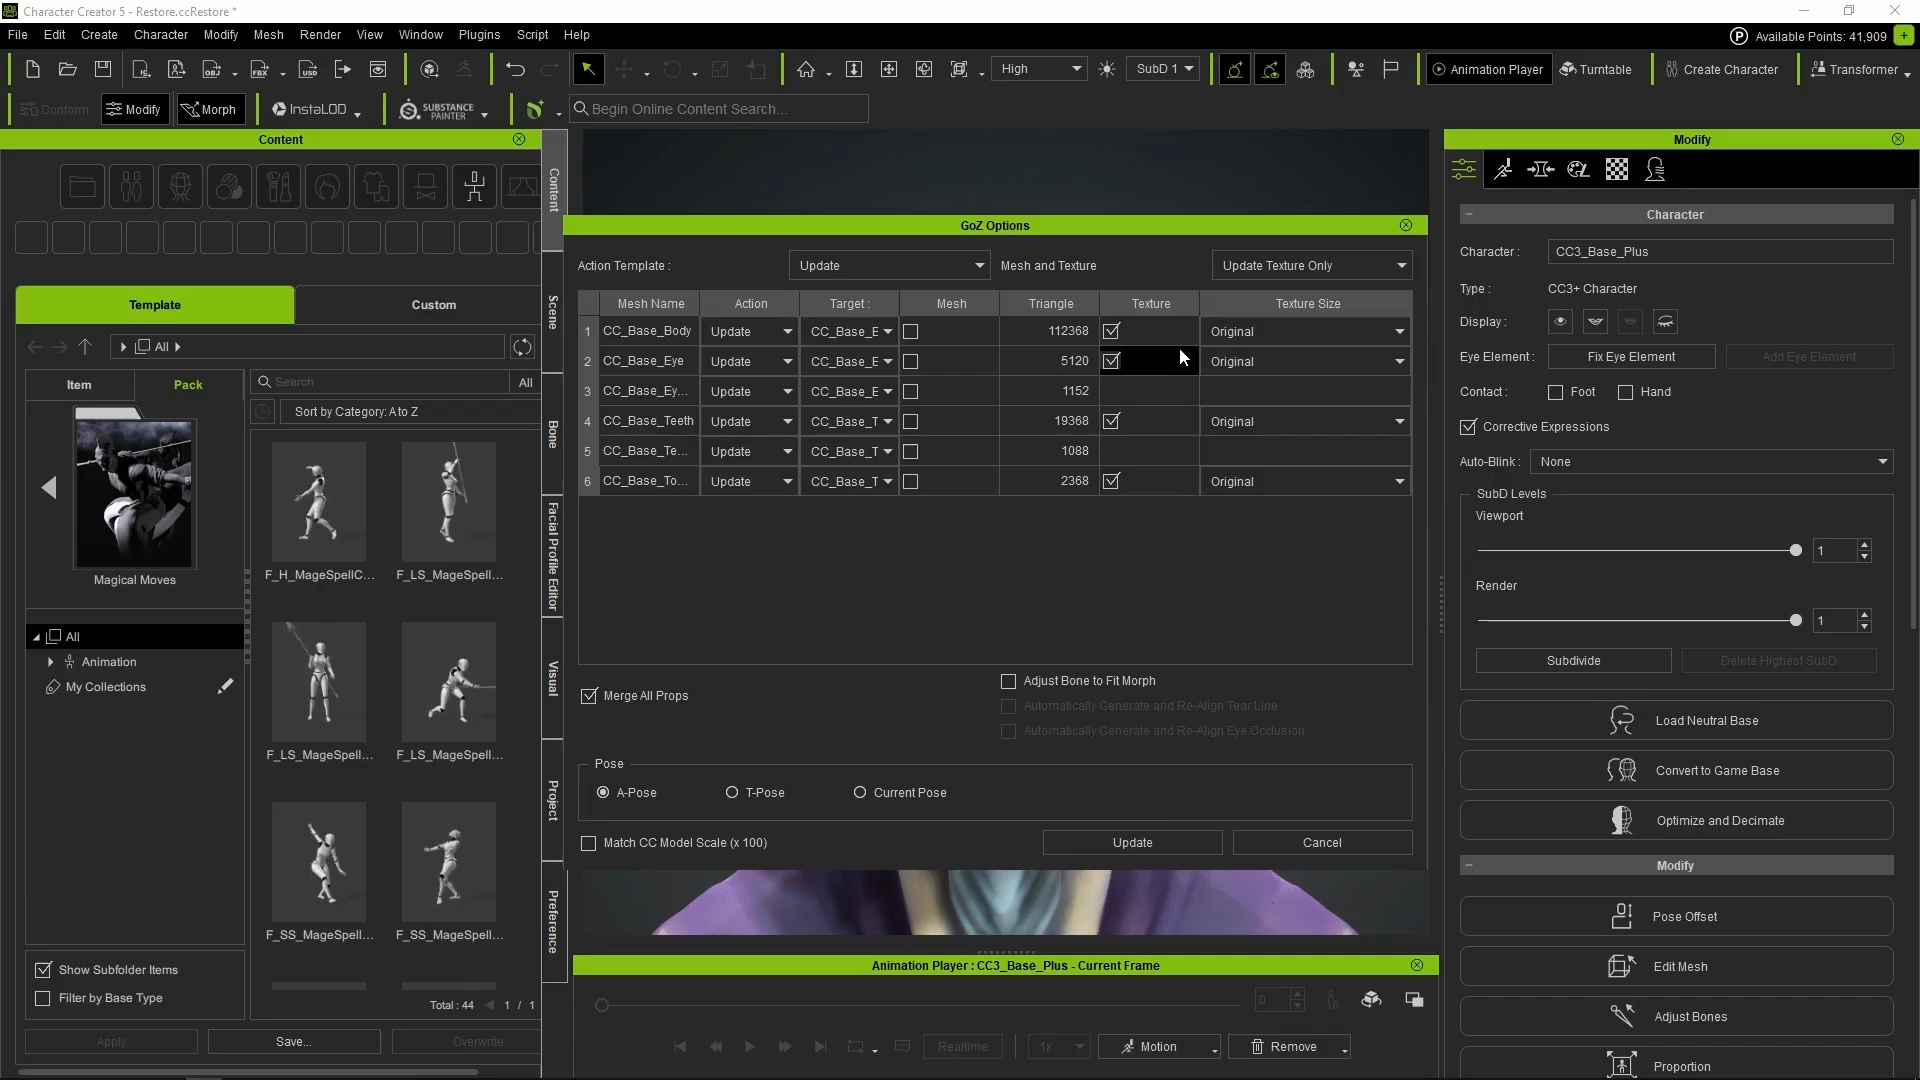 Character Creator 5 - Restore.ccRestore *
File Edit Create Character Modify Mesh Render View Window Plugins Script Help
Available Points: 41,909 +
High SubD 1 Animation Player Turntable Create Character Transformer
Conform Modify Morph InstaLOD SUBSTANCE PAINTER Begin Online Content Search...
Content
Template Custom
All
Item Pack
Search All
Sort by Category: A to Z
Magical Moves
F_H_MageSpellC... F_LS_MageSpell...
All
Animation
My Collections
F_LS_MageSpell... F_LS_MageSpell...
F_SS_MageSpell... F_SS_MageSpell...
Show Subfolder Items
Filter by Base Type
Total : 44 1 / 1
Apply Save... Overwrite
Content
Scene
Bone
Facial Profile Editor
Visual
Project
Preference
GoZ Options
Action Template : Update Mesh and Texture Update Texture Only
Mesh Name Action Target : Mesh Triangle Texture Texture Size
1 CC_Base_Body Update CC_Base_E 112368 Original
2 CC_Base_Eye Update CC_Base_E 5120 Original
3 CC_Base_Ey... Update CC_Base_E 1152
4 CC_Base_Teeth Update CC_Base_T 19368 Original
5 CC_Base_Te... Update CC_Base_T 1088
6 CC_Base_To... Update CC_Base_T 2368 Original
Merge All Props
Adjust Bone to Fit Morph
Automatically Generate and Re-Align Tear Line
Automatically Generate and Re-Align Eye Occlusion
Pose
A-Pose T-Pose Current Pose
Match CC Model Scale (x 100) Update Cancel
Animation Player : CC3_Base_Plus - Current Frame
0
Realtime 1x Motion Remove
Modify
Character
Character : CC3_Base_Plus
Type : CC3+ Character
Display :
Eye Element : Fix Eye Element Add Eye Element
Contact : Foot Hand
Corrective Expressions
Auto-Blink : None
SubD Levels
Viewport
1
Render
1
Subdivide Delete Highest SubD
Load Neutral Base
Convert to Game Base
Optimize and Decimate
Modify
Pose Offset
Edit Mesh
Adjust Bones
Proportion